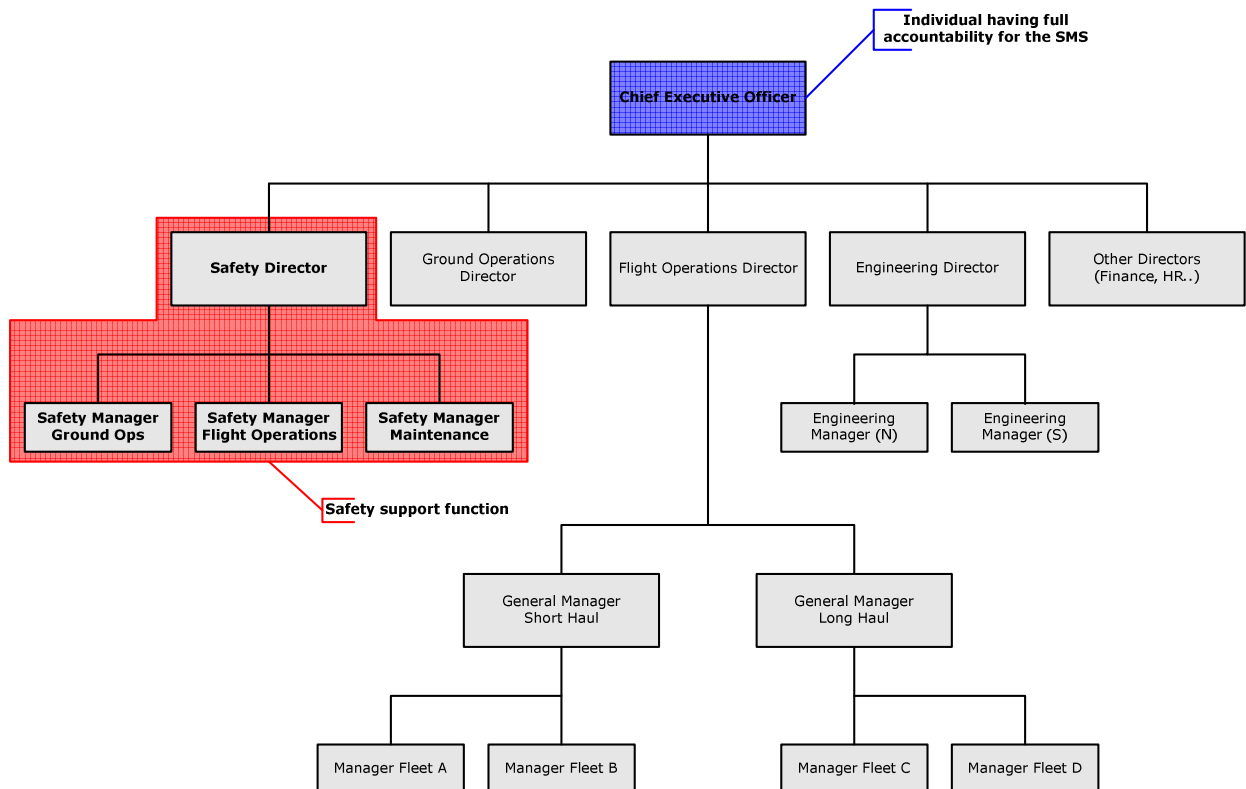 Individual having full
accountability for the SMS
Chief Executive Officer
Safety Director
Ground Operations
Director
Flight Operations Director
Engineering Director
Other Directors
(Finance, HR..)
Safety Manager
Ground Ops
Safety Manager
Flight Operations
Safety Manager
Maintenance
Engineering
Manager (N)
Engineering
Manager (S)
Safety support function
General Manager
Short Haul
General Manager
Long Haul
Manager Fleet A
Manager Fleet B
Manager Fleet C
Manager Fleet D